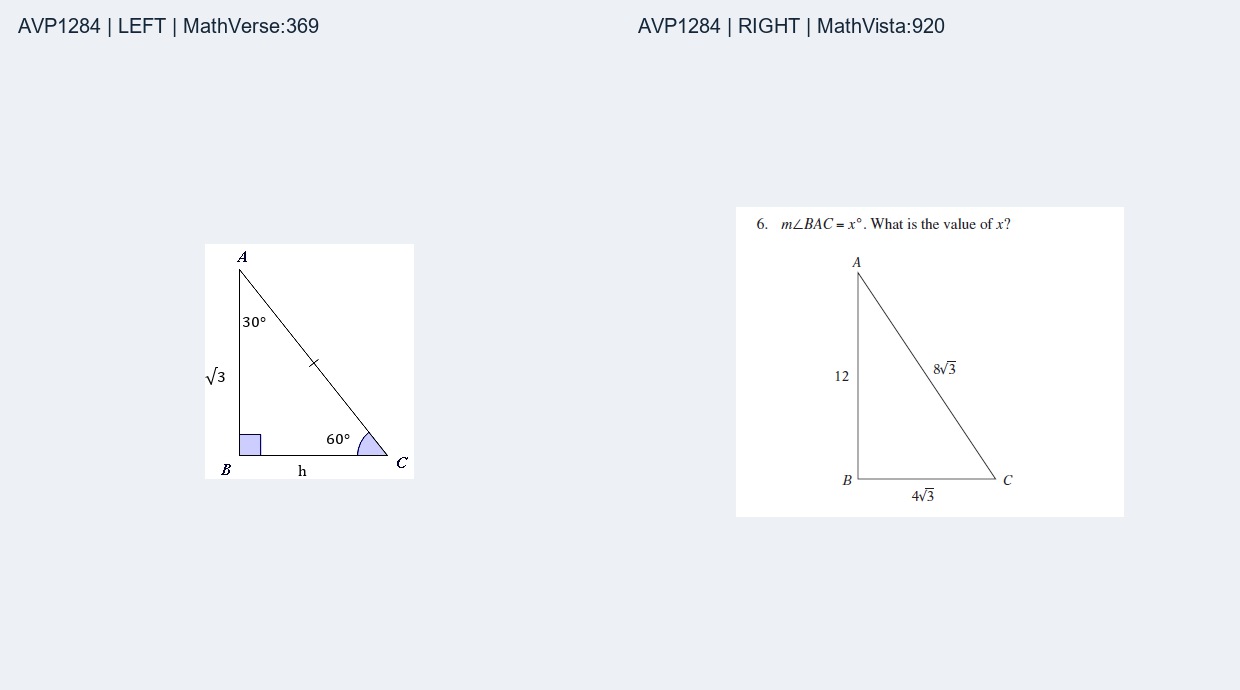 AVP1284 | LEFT | MathVerse:369
A
30°
√3
60°
B
h
C
AVP1284 | RIGHT | MathVista:920
6. m∠BAC = x°. What is the value of x?
A
12
8√3
B
C
4√3